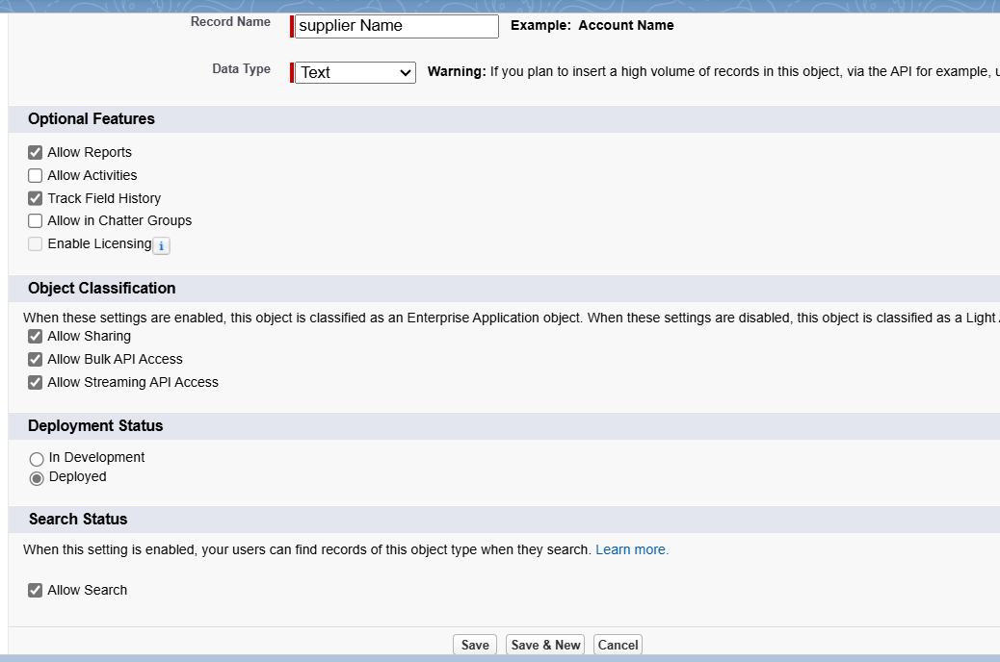 Record Name supplier Name Example: Account Name
Data Type Text Warning: If you plan to insert a high volume of records in this object, via the API for example,
Optional Features
Allow Reports
Allow Activities
Track Field History
Allow in Chatter Groups
Enable Licensing i
Object Classification
When these settings are enabled, this object is classified as an Enterprise Application object. When these settings are disabled, this object is classified as a Light
Allow Sharing
Allow Bulk API Access
Allow Streaming API Access
Deployment Status
In Development
Deployed
Search Status
When this setting is enabled, your users can find records of this object type when they search. Learn more.
Allow Search
Save Save & New Cancel